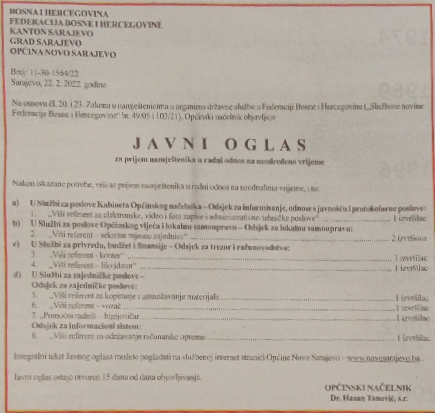 BOSNA I HERCEGOVINA
FEDERACIJA BOSNE I HERCEGOVINE
KANTON SARAJEVO
GRAD SARAJEVO
OPĆINA NOVO SARAJEVO
Broj: 11-30-1564/22
Sarajevo, 22. 2. 2022. godine
Na osnovu čl. 20. i 23. Zakona o namještenicima u organima državne službe u Federaciji Bosne i Hercegovine („Službene novine
Federacije Bosne i Hercegovine" br. 49/05 i 103/21), Općinski načelnik objavljuje
JAVNI OGLAS
za prijem namještenika u radni odnos na neodređeno vrijeme
Nakon iskazane potrebe, vrši se prijem namještenika u radni odnos na neodređeno vrijeme, i to:
a) U Službi za poslove Kabineta Općinskog načelnika – Odsjek za informisanje, odnose s javnošću i protokolarne poslove:
1. „Viši referent za elektronske, video i foto zapise i administrativno-tehničke poslove" 1 izvršilac
b) U Službi za poslove Općinskog vijeća i lokalnu samoupravu – Odsjek za lokalnu samoupravu:
2. „Viši referent – sekretar mjesne zajednice" 2 izvršioca
c) U Službi za privredu, budžet i finansije – Odsjek za trezor i računovodstvo:
3. „Viši referent – konter" 1 izvršilac
4. „Viši referent – likvidator" 1 izvršilac
d) U Službi za zajedničke poslove:
Odsjek za zajedničke poslove:
5. „Viši referent za kopiranje i umnožavanje materijala 1 izvršilac
6. „Viši referent – vozač 1 izvršilac
7. „Pomoćni radnik – higijeničar 1 izvršilac
Odsjek za informacioni sistem:
8. „Viši referent za održavanje računarske opreme 1 izvršilac
Integralni tekst Javnog oglasa možete pogledati na službenoj internet stranici Općine Novo Sarajevo – www.novosarajevo.ba.
Javni oglas ostaje otvoren 15 dana od dana objavljivanja.
OPĆINSKI NAČELNIK
Dr. Hasan Tanović, s.r.